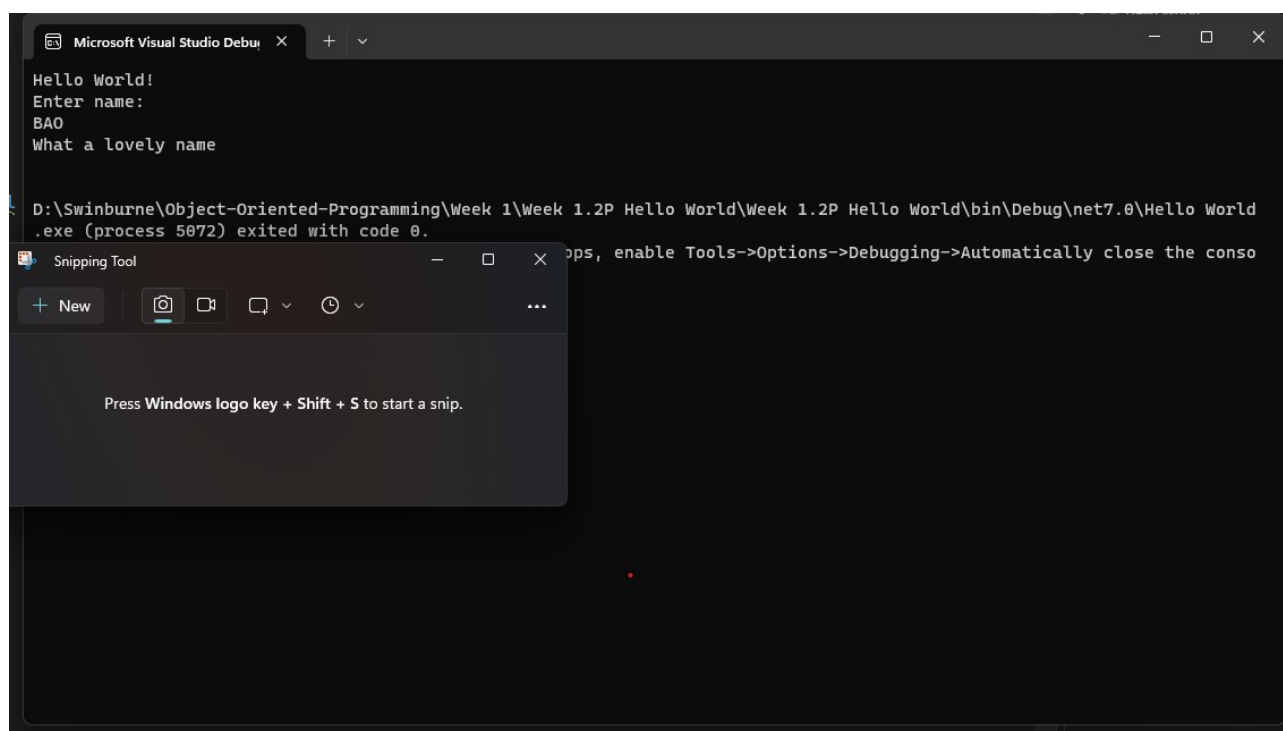 Microsoft Visual Studio Debu
Hello World!
Enter name:
BAO
What a lovely name
D:\Swinburne\Object-Oriented-Programming\Week 1\Week 1.2P Hello World\Week 1.2P Hello World\bin\Debug\net7.0\Hello World
.exe (process 5072) exited with code 0.
ops, enable Tools->Options->Debugging->Automatically close the conso
Snipping Tool
New
Press Windows logo key + Shift + S to start a snip.